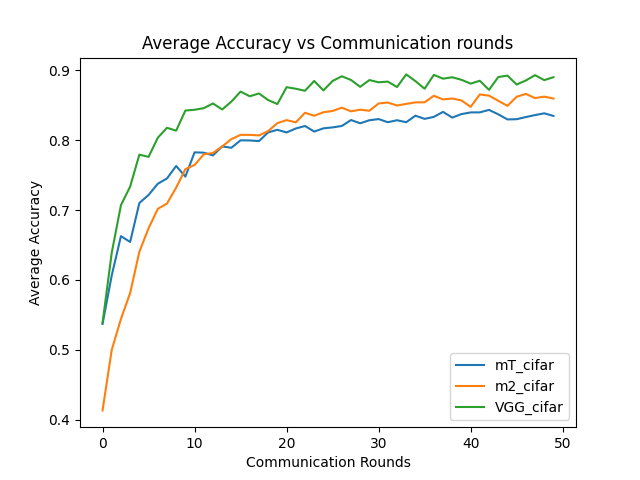 Average Accuracy vs Communication rounds
Average Accuracy
0.9
0.8
0.7
0.6
0.5
0.4
0 10 20 30 40 50
Communication Rounds
mT_cifar
m2_cifar
VGG_cifar